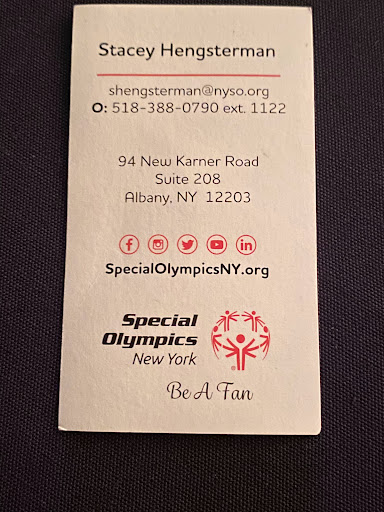 Stacey Hengsterman
shengsterman@nyso.org
O: 518-388-0790 ext. 1122
94 New Karner Road
Suite 208
Albany, NY 12203
SpecialOlympicsNY.org
Special
Olympics
New York
Be A Fan